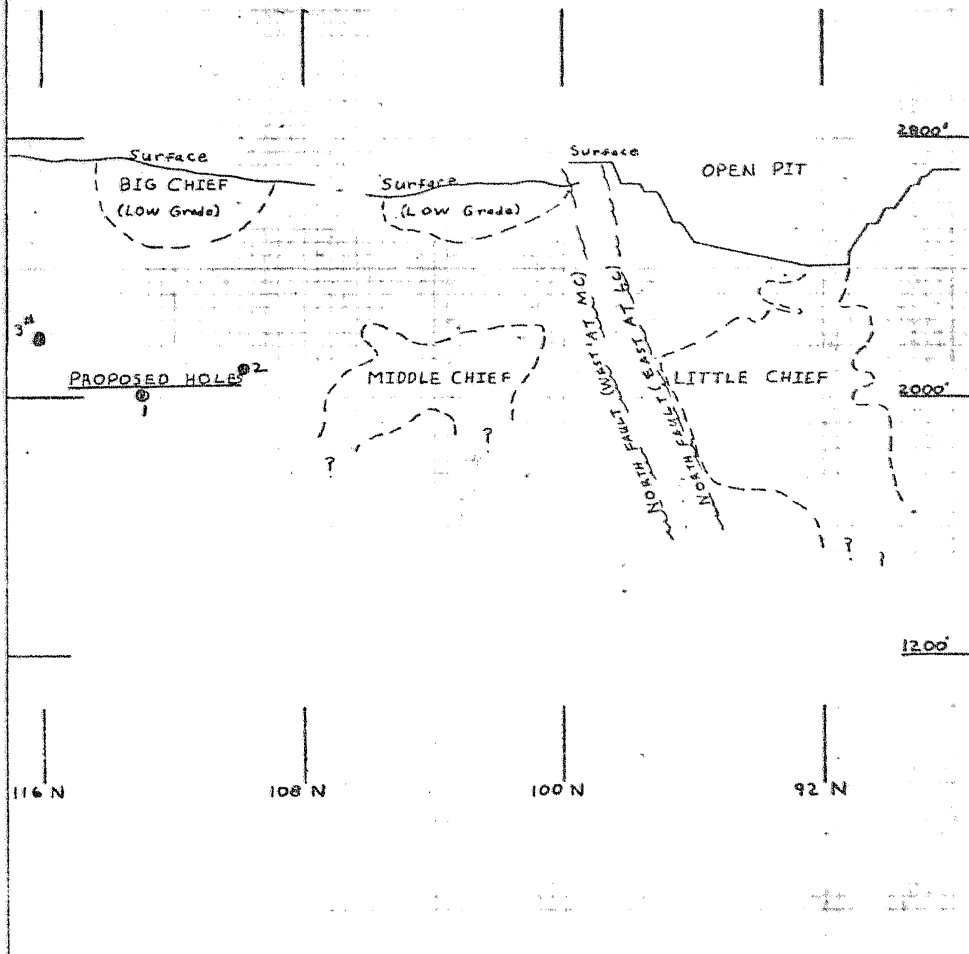 2800'
Surface
Surface
OPEN PIT
BIG CHIEF
(LOW Grade)
Surface
(LOW Grade)
NORTH FAULT (WEST AT MC)
NORTH FAULT (EAST AT LC)
3
2
PROPOSED HOLES
1
MIDDLE CHIEF
LITTLE CHIEF
2000'
?
?
?
?
1200'
116 N
108 N
100 N
92 N